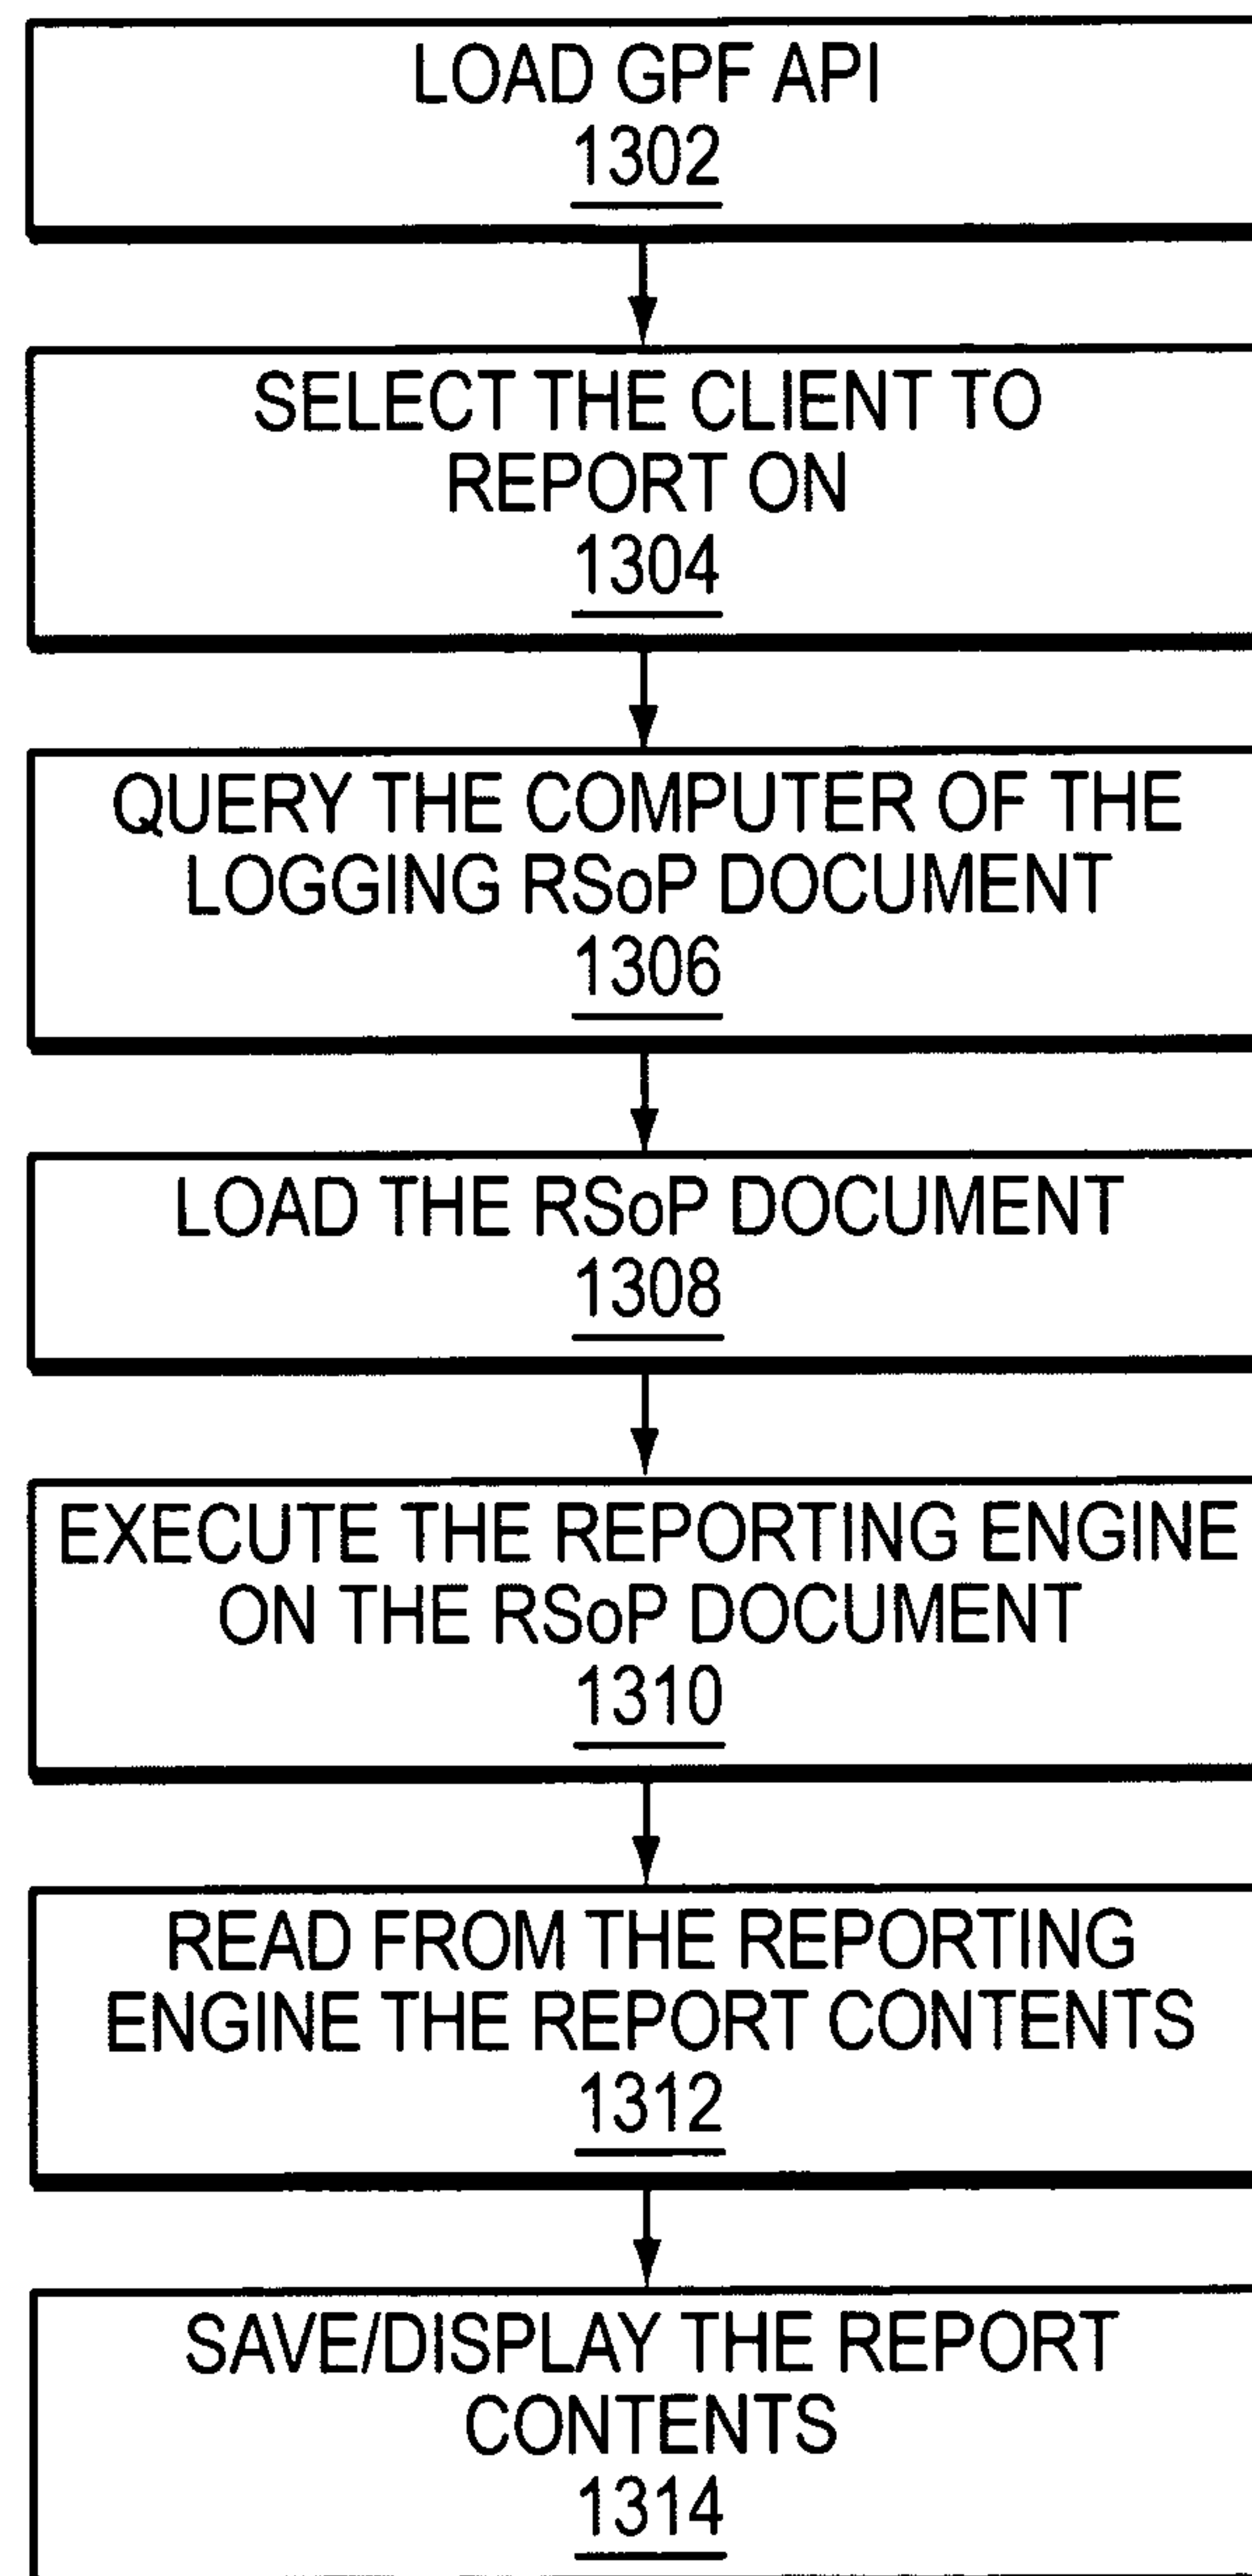 LOAD GPF API
1302
SELECT THE CLIENT TO
REPORT ON
1304
QUERY THE COMPUTER OF THE
LOGGING RSoP DOCUMENT
1306
LOAD THE RSoP DOCUMENT
1308
EXECUTE THE REPORTING ENGINE
ON THE RSoP DOCUMENT
1310
READ FROM THE REPORTING
ENGINE THE REPORT CONTENTS
1312
SAVE/DISPLAY THE REPORT
CONTENTS
1314